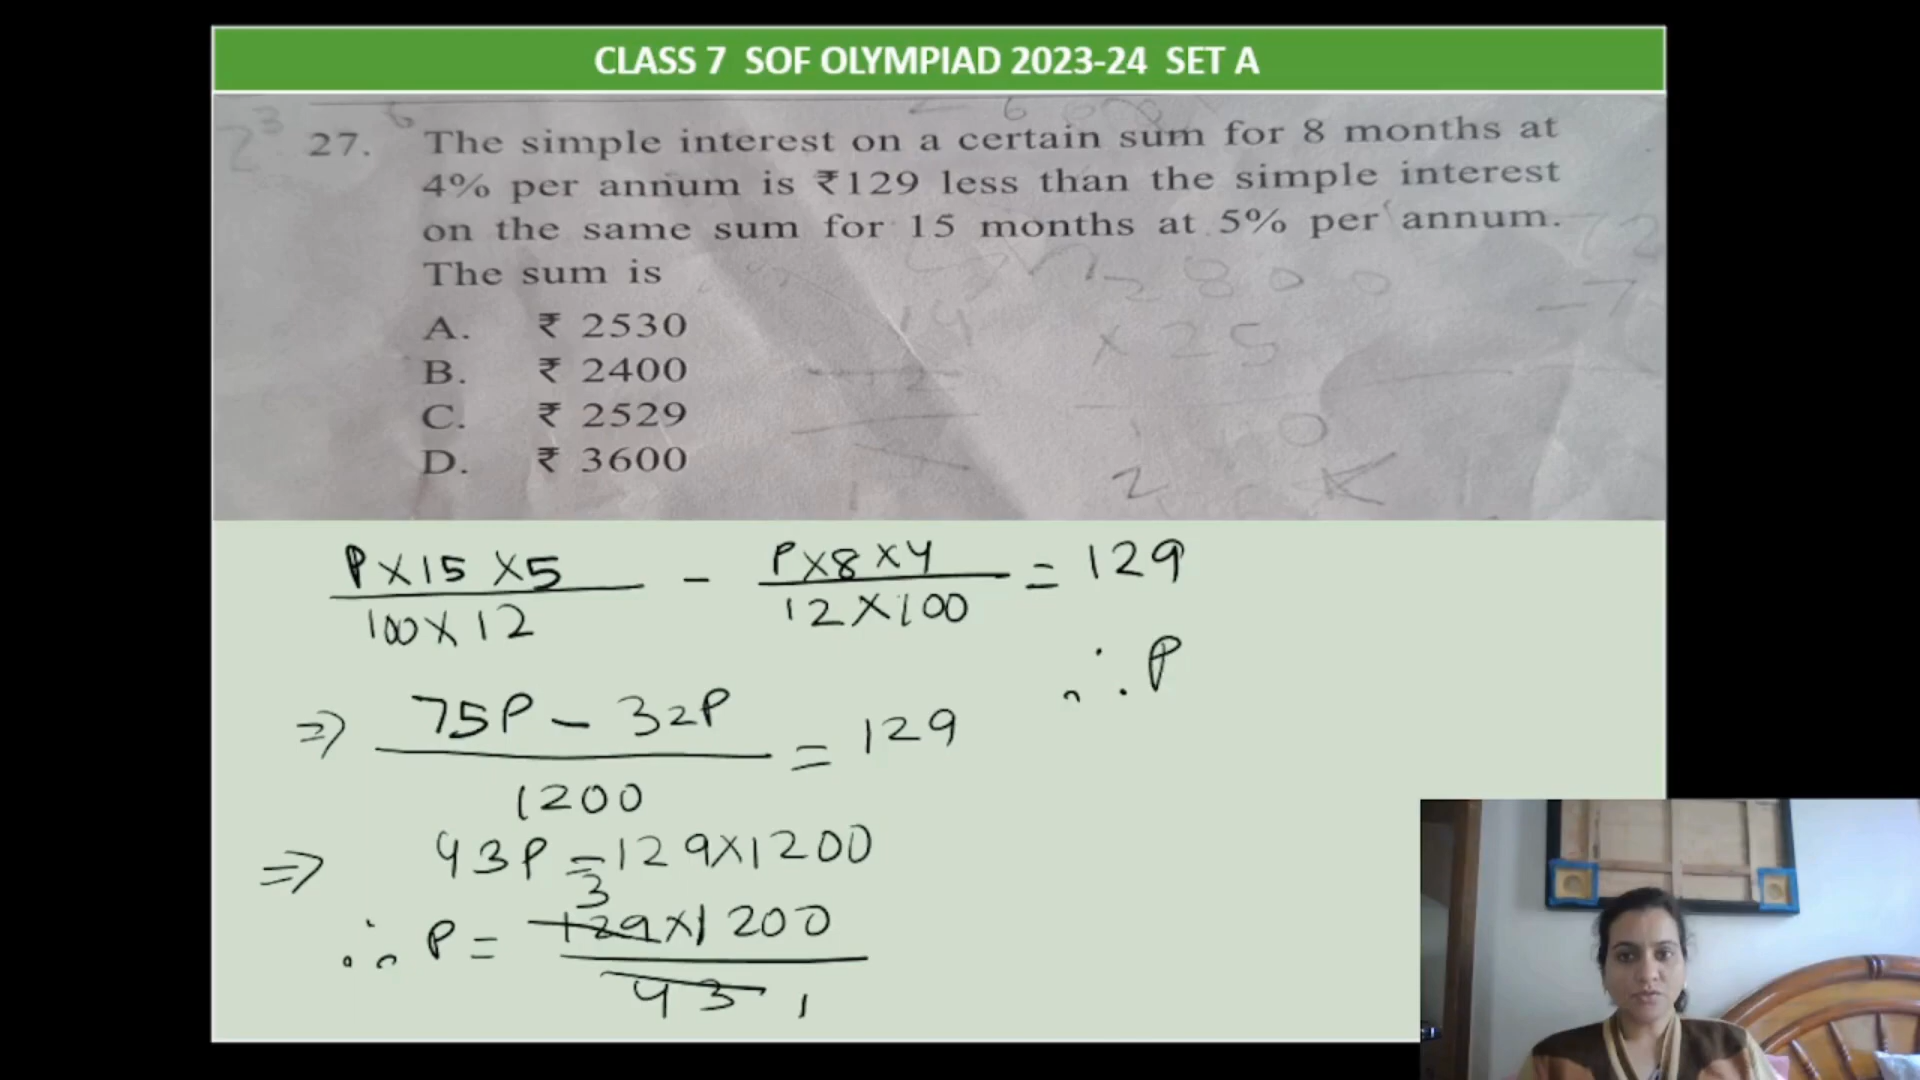 CLASS 7 SOF OLYMPIAD 2023-24 SET A
27. The simple interest on a certain sum for 8 months at
4% per annum is ₹129 less than the simple interest
on the same sum for 15 months at 5% per annum.
The sum is
A. ₹ 2530
B. ₹ 2400
C. ₹ 2529
D. ₹ 3600
P×15×5 / 100×12 - P×8×4 / 12×100 = 129
∴ P
⇒ 75P - 32P / 1200 = 129
⇒ 43P = 129×1200
3
∴ P = 129×1200
43 1